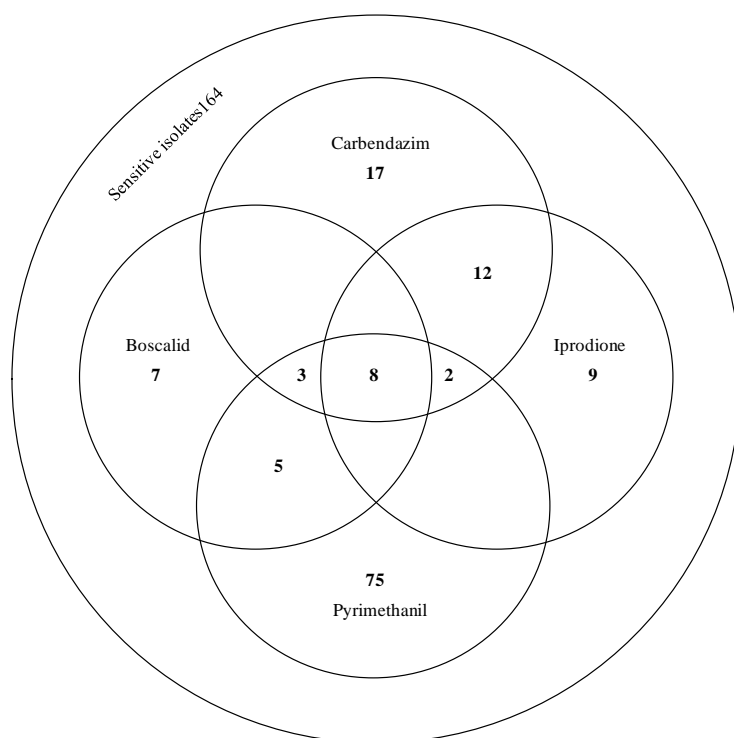 Sensitive isolates164
Carbendazim
17
12
Boscalid
7
Iprodione
9
3
8
2
5
75
Pyrimethanil